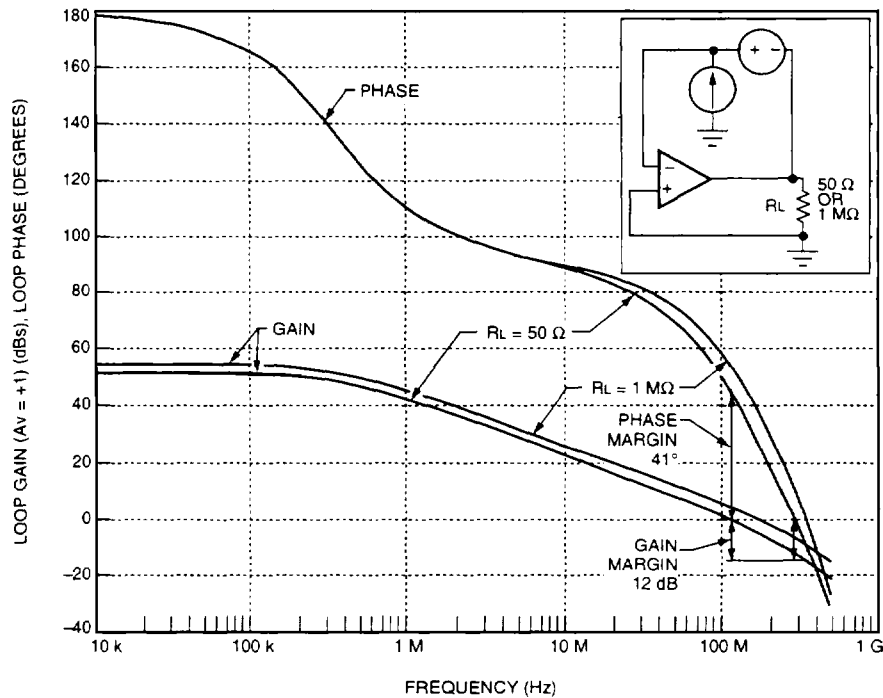 LOOP GAIN (Av = +1) (dBs), LOOP PHASE (DEGREES)
180
160
140
120
100
80
60
40
20
0
−20
−40
PHASE
GAIN
RL = 50 Ω
RL = 1 MΩ
PHASE
MARGIN
41°
GAIN
MARGIN
12 dB
+ −
−
+
RL
50 Ω
OR
1 MΩ
10 k
100 k
1 M
10 M
100 M
1 G
FREQUENCY (Hz)